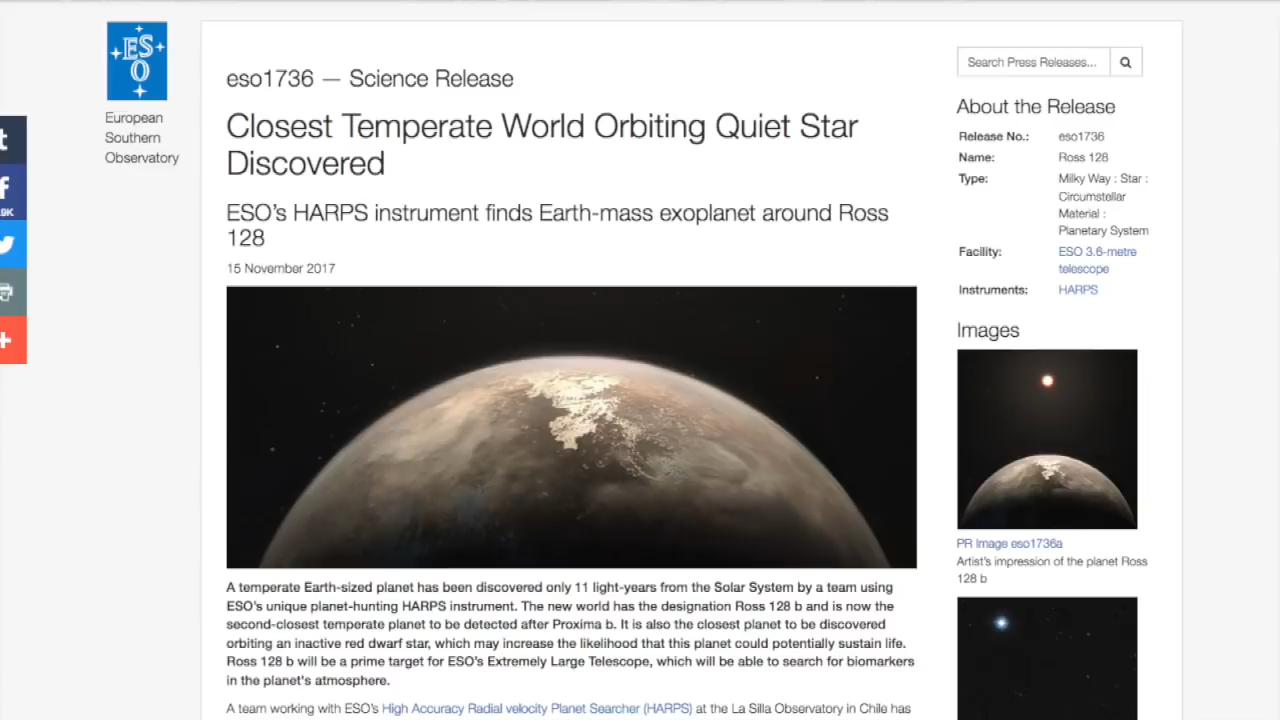 ESO
European
Southern
Observatory
t
f
9K
eso1736 — Science Release
Closest Temperate World Orbiting Quiet Star
Discovered
ESO's HARPS instrument finds Earth-mass exoplanet around Ross
128
15 November 2017
A temperate Earth-sized planet has been discovered only 11 light-years from the Solar System by a team using
ESO's unique planet-hunting HARPS instrument. The new world has the designation Ross 128 b and is now the
second-closest temperate planet to be detected after Proxima b. It is also the closest planet to be discovered
orbiting an inactive red dwarf star, which may increase the likelihood that this planet could potentially sustain life.
Ross 128 b will be a prime target for ESO's Extremely Large Telescope, which will be able to search for biomarkers
in the planet's atmosphere.
A team working with ESO's High Accuracy Radial velocity Planet Searcher (HARPS) at the La Silla Observatory in Chile has
Search Press Releases...
About the Release
Release No.: eso1736
Name: Ross 128
Type: Milky Way : Star :
Circumstellar
Material :
Planetary System
Facility: ESO 3.6-metre
telescope
Instruments: HARPS
Images
PR Image eso1736a
Artist's impression of the planet Ross
128 b